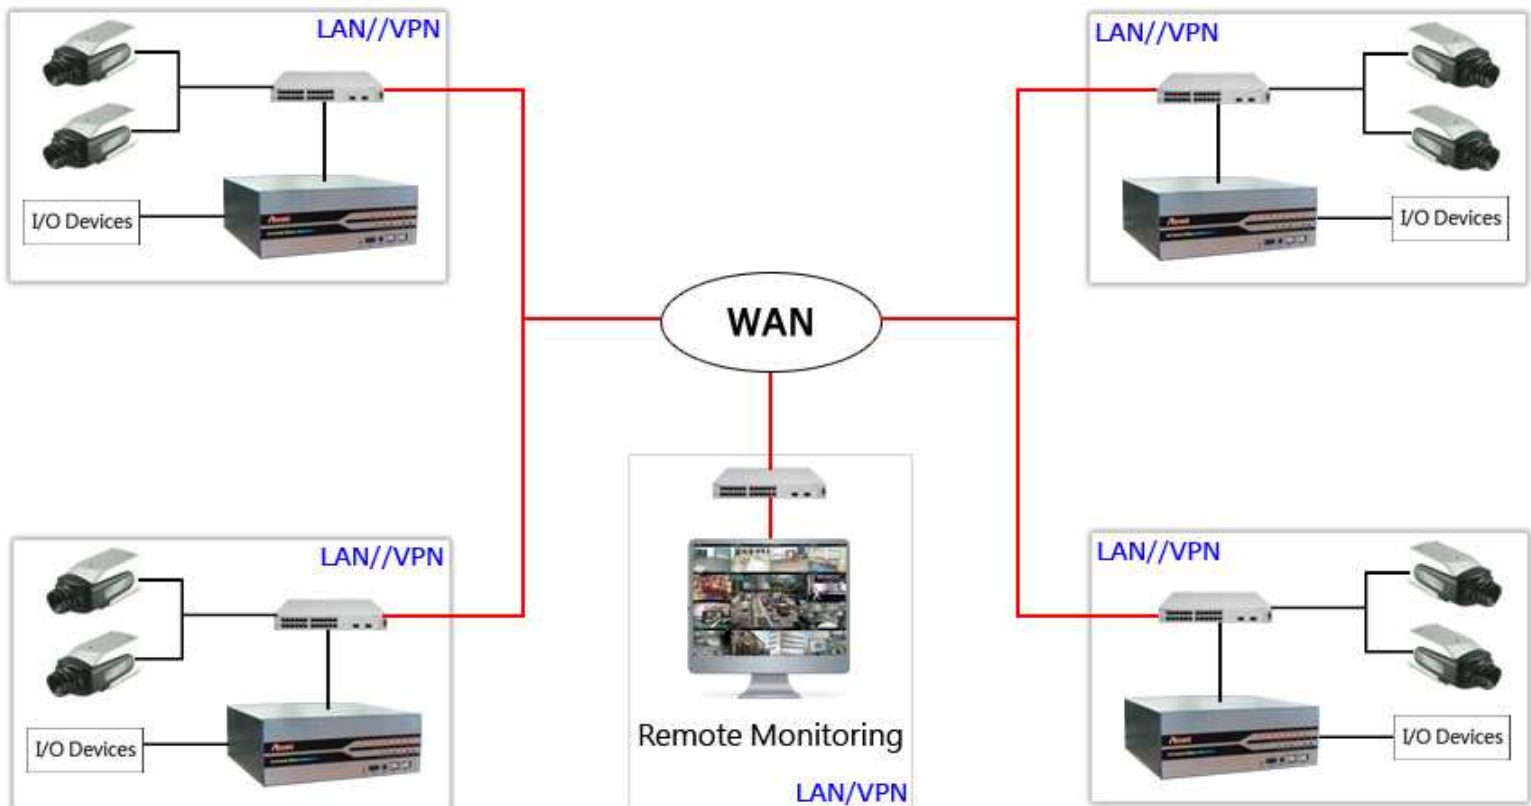 LAN//VPN
LAN//VPN
I/O Devices
I/O Devices
WAN
LAN//VPN
LAN//VPN
I/O Devices
I/O Devices
Remote Monitoring
LAN/VPN